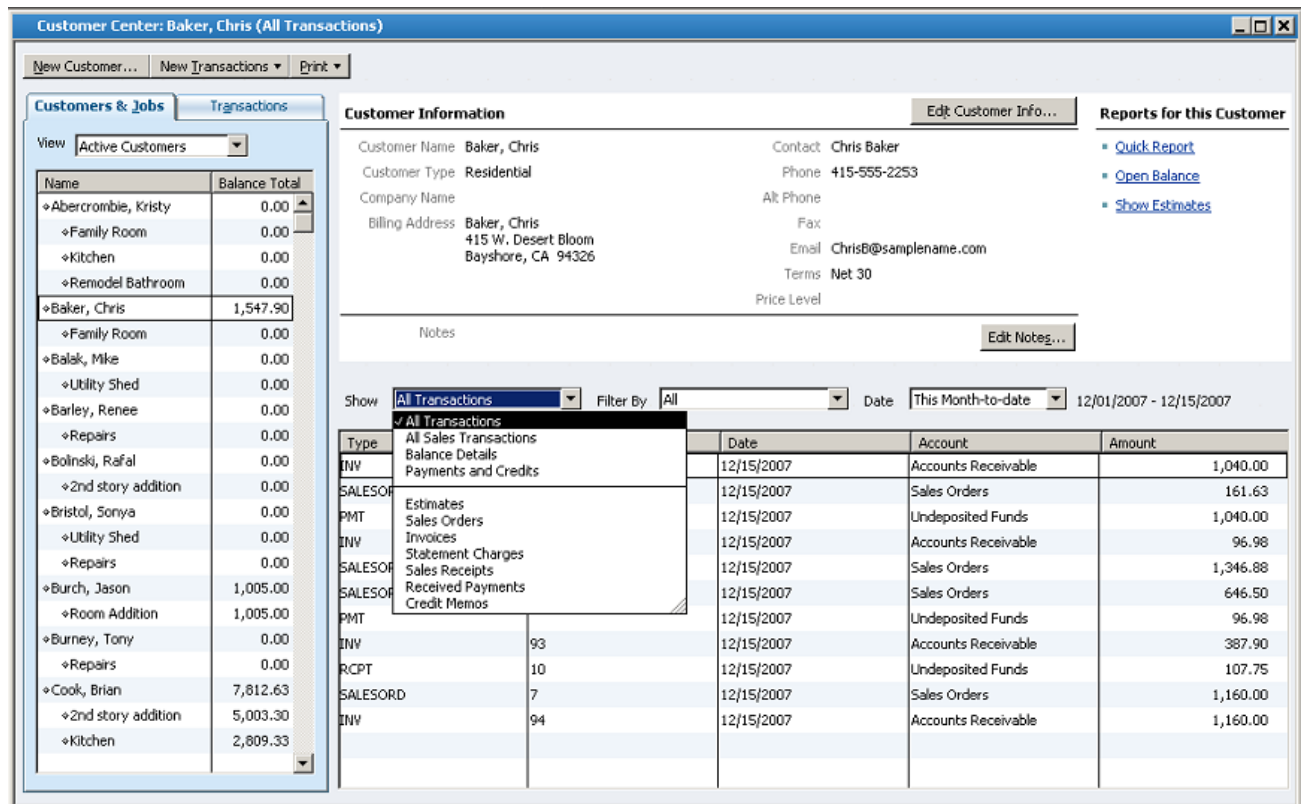 Customer Center: Baker, Chris (All Transactions)
New Customer... New Transactions Print
Customers & Jobs Transactions
View Active Customers
Name Balance Total
Abercrombie, Kristy 0.00
Family Room 0.00
Kitchen 0.00
Remodel Bathroom 0.00
Baker, Chris 1,547.90
Family Room 0.00
Balak, Mike 0.00
Utility Shed 0.00
Barley, Renee 0.00
Repairs 0.00
Bolinski, Rafal 0.00
2nd story addition 0.00
Bristol, Sonya 0.00
Utility Shed 0.00
Repairs 0.00
Burch, Jason 1,005.00
Room Addition 1,005.00
Burney, Tony 0.00
Repairs 0.00
Cook, Brian 7,812.63
2nd story addition 5,003.30
Kitchen 2,809.33
Customer Information Edit Customer Info...
Customer Name Baker, Chris
Customer Type Residential
Company Name
Billing Address Baker, Chris
415 W. Desert Bloom
Bayshore, CA 94326
Contact Chris Baker
Phone 415-555-2253
Alt Phone
Fax
Email ChrisB@samplename.com
Terms Net 30
Price Level
Notes Edit Notes...
Reports for this Customer
Quick Report
Open Balance
Show Estimates
Show All Transactions Filter By All Date This Month-to-date 12/01/2007 - 12/15/2007
All Transactions
All Sales Transactions
Balance Details
Payments and Credits
Estimates
Sales Orders
Invoices
Statement Charges
Sales Receipts
Received Payments
Credit Memos
Type Date Account Amount
INV 12/15/2007 Accounts Receivable 1,040.00
SALESOR 12/15/2007 Sales Orders 161.63
PMT 12/15/2007 Undeposited Funds 1,040.00
INV 12/15/2007 Accounts Receivable 96.98
SALESOR 12/15/2007 Sales Orders 1,346.88
SALESOR 12/15/2007 Sales Orders 646.50
PMT 12/15/2007 Undeposited Funds 96.98
INV 93 12/15/2007 Accounts Receivable 387.90
RCPT 10 12/15/2007 Undeposited Funds 107.75
SALESORD 7 12/15/2007 Sales Orders 1,160.00
INV 94 12/15/2007 Accounts Receivable 1,160.00